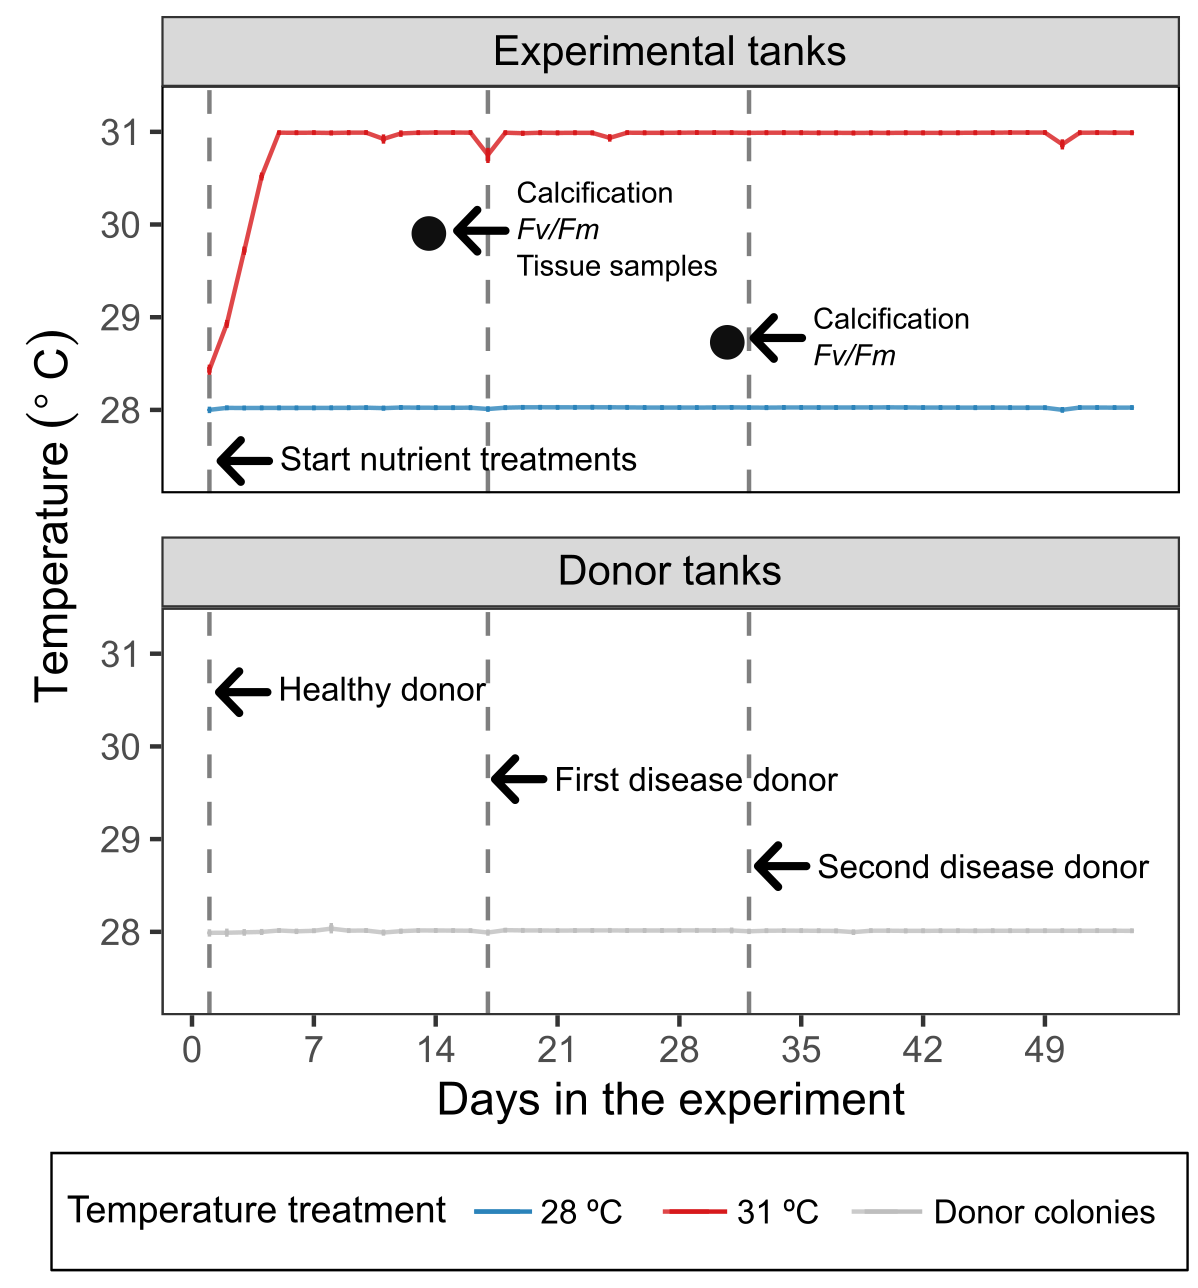 Experimental tanks
31
30
29
28
Calcification
Fv/Fm
Tissue samples
Calcification
Fv/Fm
Start nutrient treatments
Temperature (° C)
Donor tanks
31
30
29
28
Healthy donor
First disease donor
Second disease donor
0 7 14 21 28 35 42 49
Days in the experiment
Temperature treatment 28 ºC 31 ºC Donor colonies